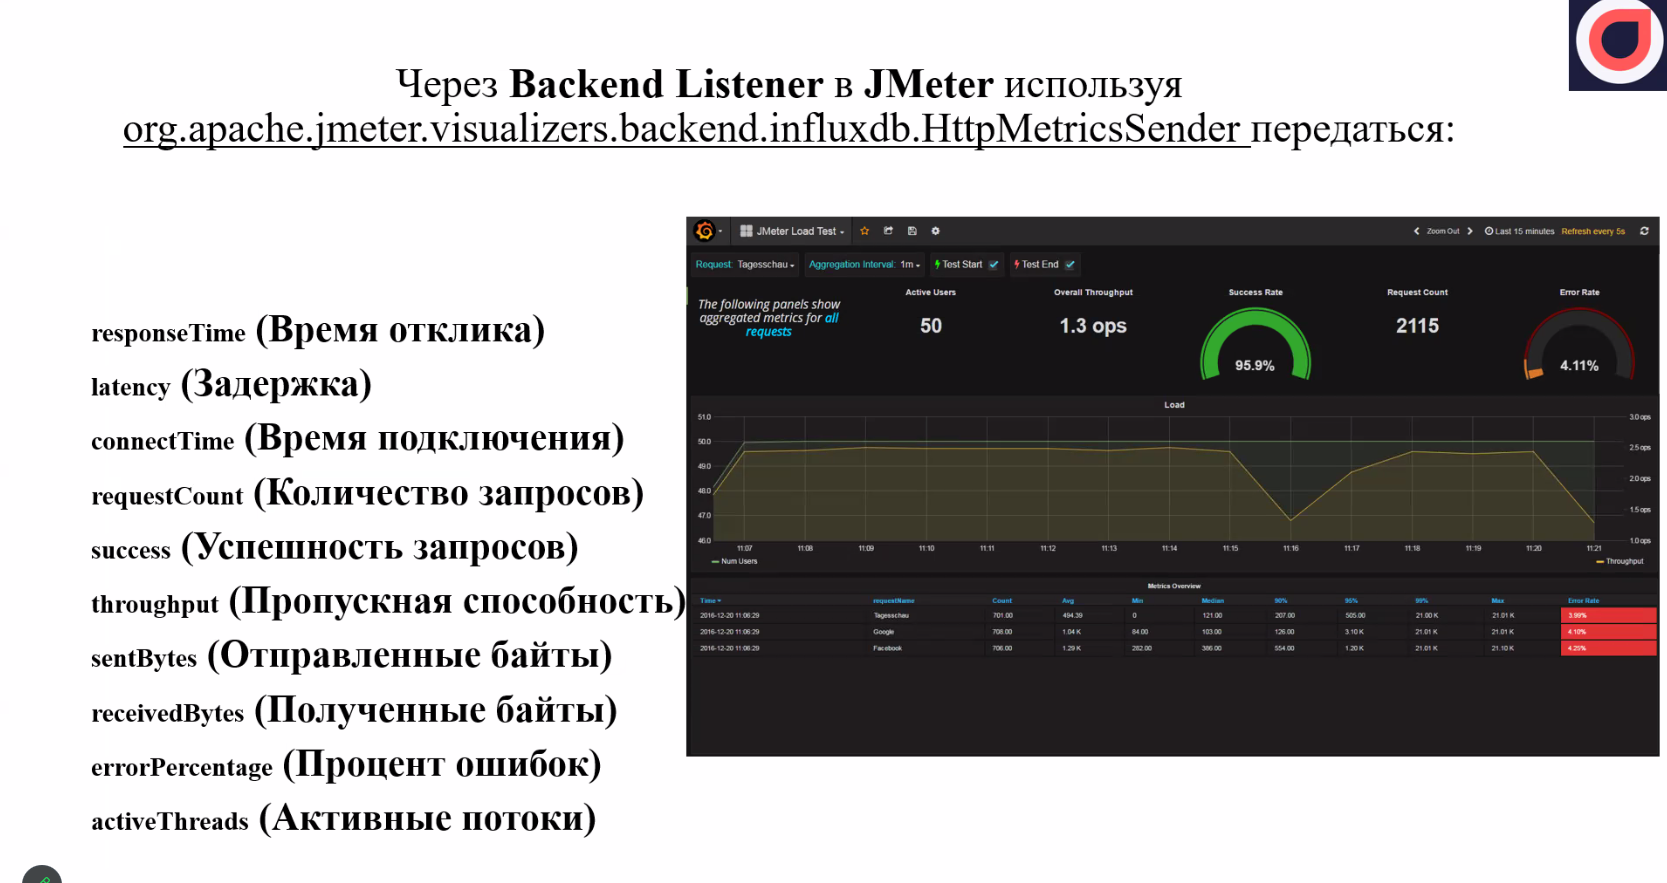 Через Backend Listener в JMeter используя
org.apache.jmeter.visualizers.backend.influxdb.HttpMetricsSender передаться:
responseTime (Время отклика)
latency (Задержка)
connectTime (Время подключения)
requestCount (Количество запросов)
success (Успешность запросов)
throughput (Пропускная способность)
sentBytes (Отправленные байты)
receivedBytes (Полученные байты)
errorPercentage (Процент ошибок)
activeThreads (Активные потоки)
JMeter Load Test Zoom Out Last 15 minutes Refresh every 5s
Request: Tagesschau Aggregation Interval: 1m Test Start Test End
The following panels show
aggregated metrics for all
requests
Active Users Overall Throughput Success Rate Request Count Error Rate
50 1.3 ops 95.9% 2115 4.11%
Load
51.0 3.0 ops
50.0 2.5 ops
49.0 2.0 ops
48.0 1.5 ops
47.0 1.0 ops
46.0
11:07 11:08 11:09 11:10 11:11 11:12 11:13 11:14 11:15 11:16 11:17 11:18 11:19 11:20 11:21
Num Users Throughput
Metrics Overview
Time requestName Count Avg Min Median 90% 95% 99% Max Error Rate
2016-12-20 11:06:29 Tagesschau 701.00 494.39 0 121.00 207.00 505.00 21.00 K 21.01 K 3.99%
2016-12-20 11:06:29 Google 708.00 1.04 K 84.00 103.00 126.00 3.10 K 21.01 K 21.01 K 4.10%
2016-12-20 11:06:29 Facebook 706.00 1.29 K 282.00 386.00 554.00 1.20 K 21.01 K 21.10 K 4.25%